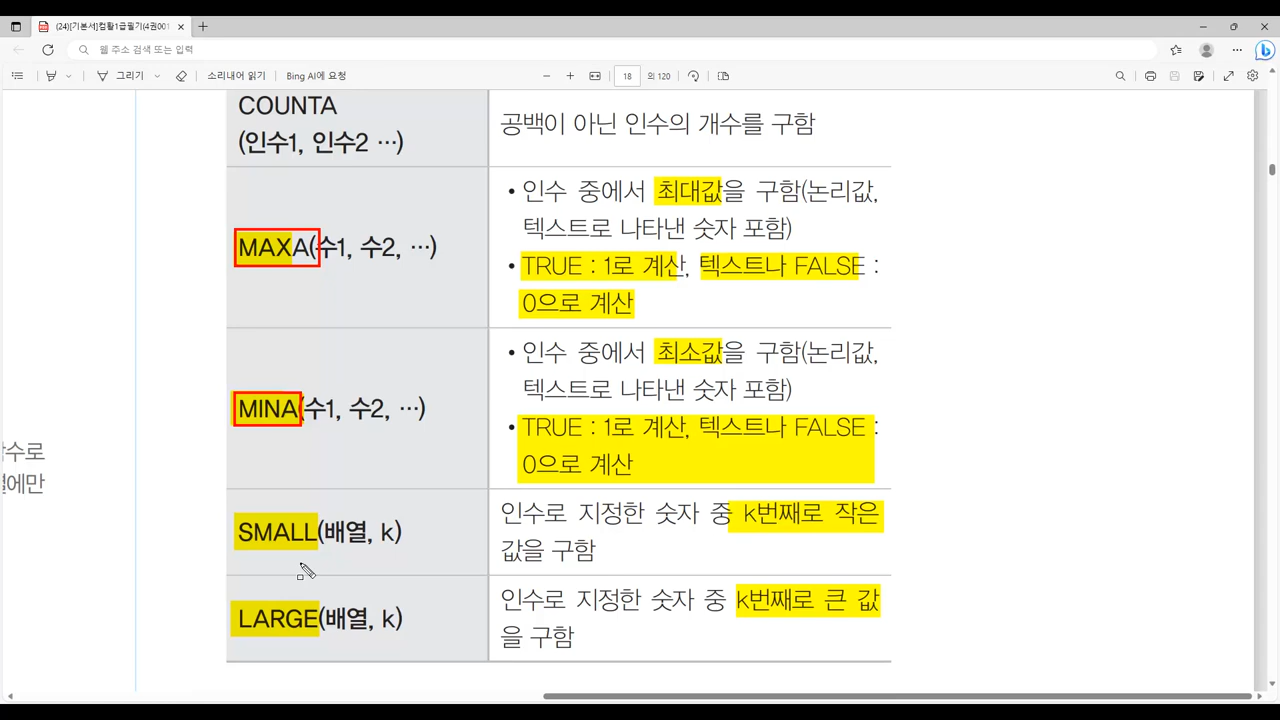 (24)[기본서]컴활1급필기(4권001
웹 주소 검색 또는 입력
그리기
소리내어 읽기
Bing AI에 요청
18
의 120
COUNTA
(인수1, 인수2 …)
공백이 아닌 인수의 개수를 구함
MAXA(수1, 수2, …)
• 인수 중에서 최대값을 구함(논리값,
텍스트로 나타낸 숫자 포함)
• TRUE : 1로 계산, 텍스트나 FALSE :
0으로 계산
MINA(수1, 수2, …)
• 인수 중에서 최소값을 구함(논리값,
텍스트로 나타낸 숫자 포함)
• TRUE : 1로 계산, 텍스트나 FALSE :
0으로 계산
수로
에만
SMALL(배열, k)
인수로 지정한 숫자 중 k번째로 작은
값을 구함
LARGE(배열, k)
인수로 지정한 숫자 중 k번째로 큰 값
을 구함